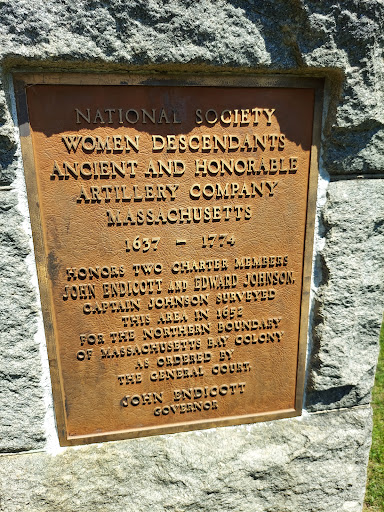 NATIONAL SOCIETY
WOMEN DESCENDANTS
ANCIENT AND HONORABLE
ARTILLERY COMPANY
MASSACHUSETTS
1637 – 1774
HONORS TWO CHARTER MEMBERS
JOHN ENDICOTT AND EDWARD JOHNSON.
CAPTAIN JOHNSON SURVEYED
THIS AREA IN 1652
FOR THE NORTHERN BOUNDARY
OF MASSACHUSETTS BAY COLONY
AS ORDERED BY
THE GENERAL COURT,
JOHN ENDICOTT
GOVERNOR